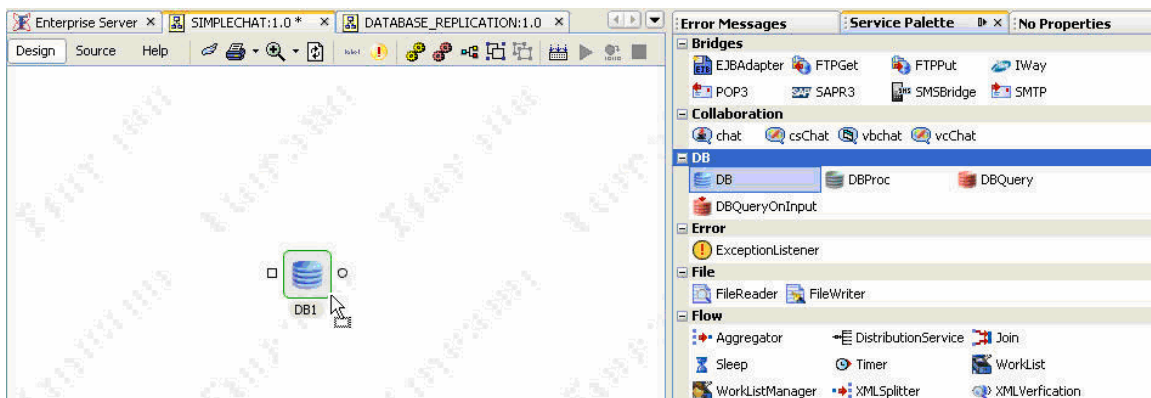 Enterprise Server SIMPLECHAT:1.0 * DATABASE_REPLICATION:1.0
Design Source Help
DB1
Error Messages Service Palette No Properties
Bridges
EJBAdapter FTPGet FTPPut IWay
POP3 SAPR3 SMSBridge SMTP
Collaboration
chat csChat vbchat vcChat
DB
DB DBProc DBQuery
DBQueryOnInput
Error
ExceptionListener
File
FileReader FileWriter
Flow
Aggregator DistributionService Join
Sleep Timer WorkList
WorkListManager XMLSplitter XMLVerfication